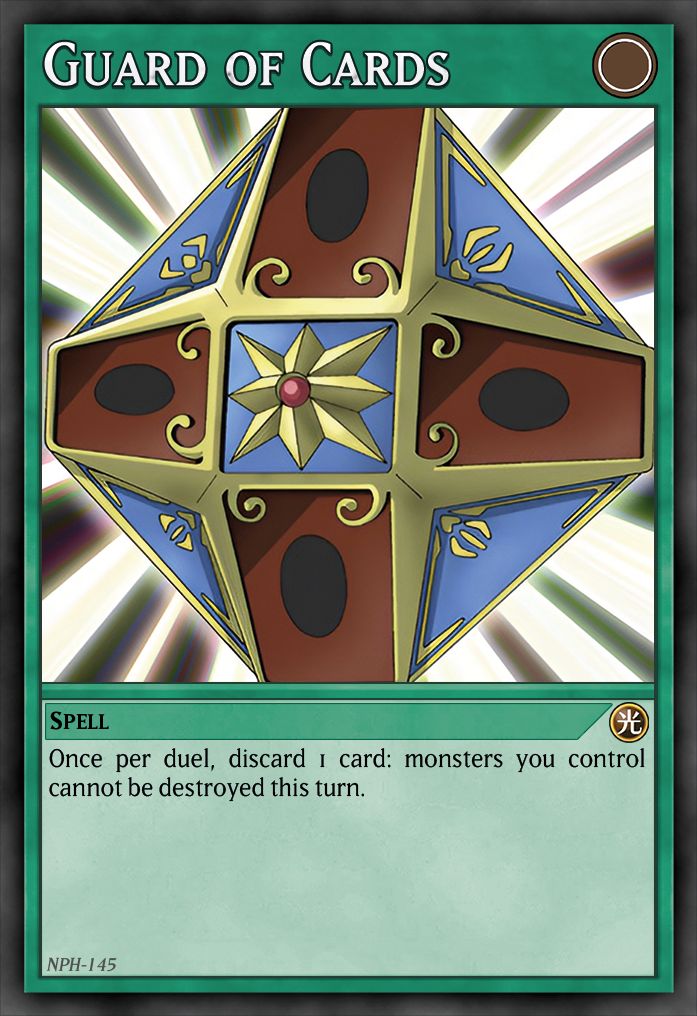 Guard of Cards
Spell
光
Once per duel, discard 1 card: monsters you control
cannot be destroyed this turn.
NPH-145